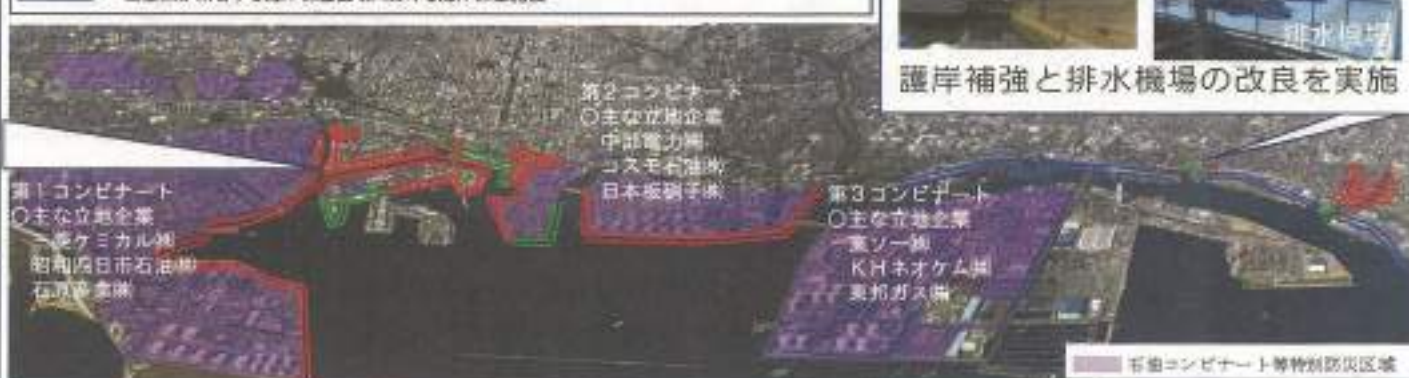 排水機場
護岸補強と排水機場の改良を実施
第2コンビナート
○主な立地企業
中部電力㈱
コスモ石油㈱
日本板硝子㈱
第1コンビナート
○主な立地企業
三菱ケミカル㈱
昭和四日市石油㈱
石原産業㈱
第3コンビナート
○主な立地企業
東ソー㈱
KHネオケム㈱
東邦ガス㈱
石油コンビナート等特別防災区域